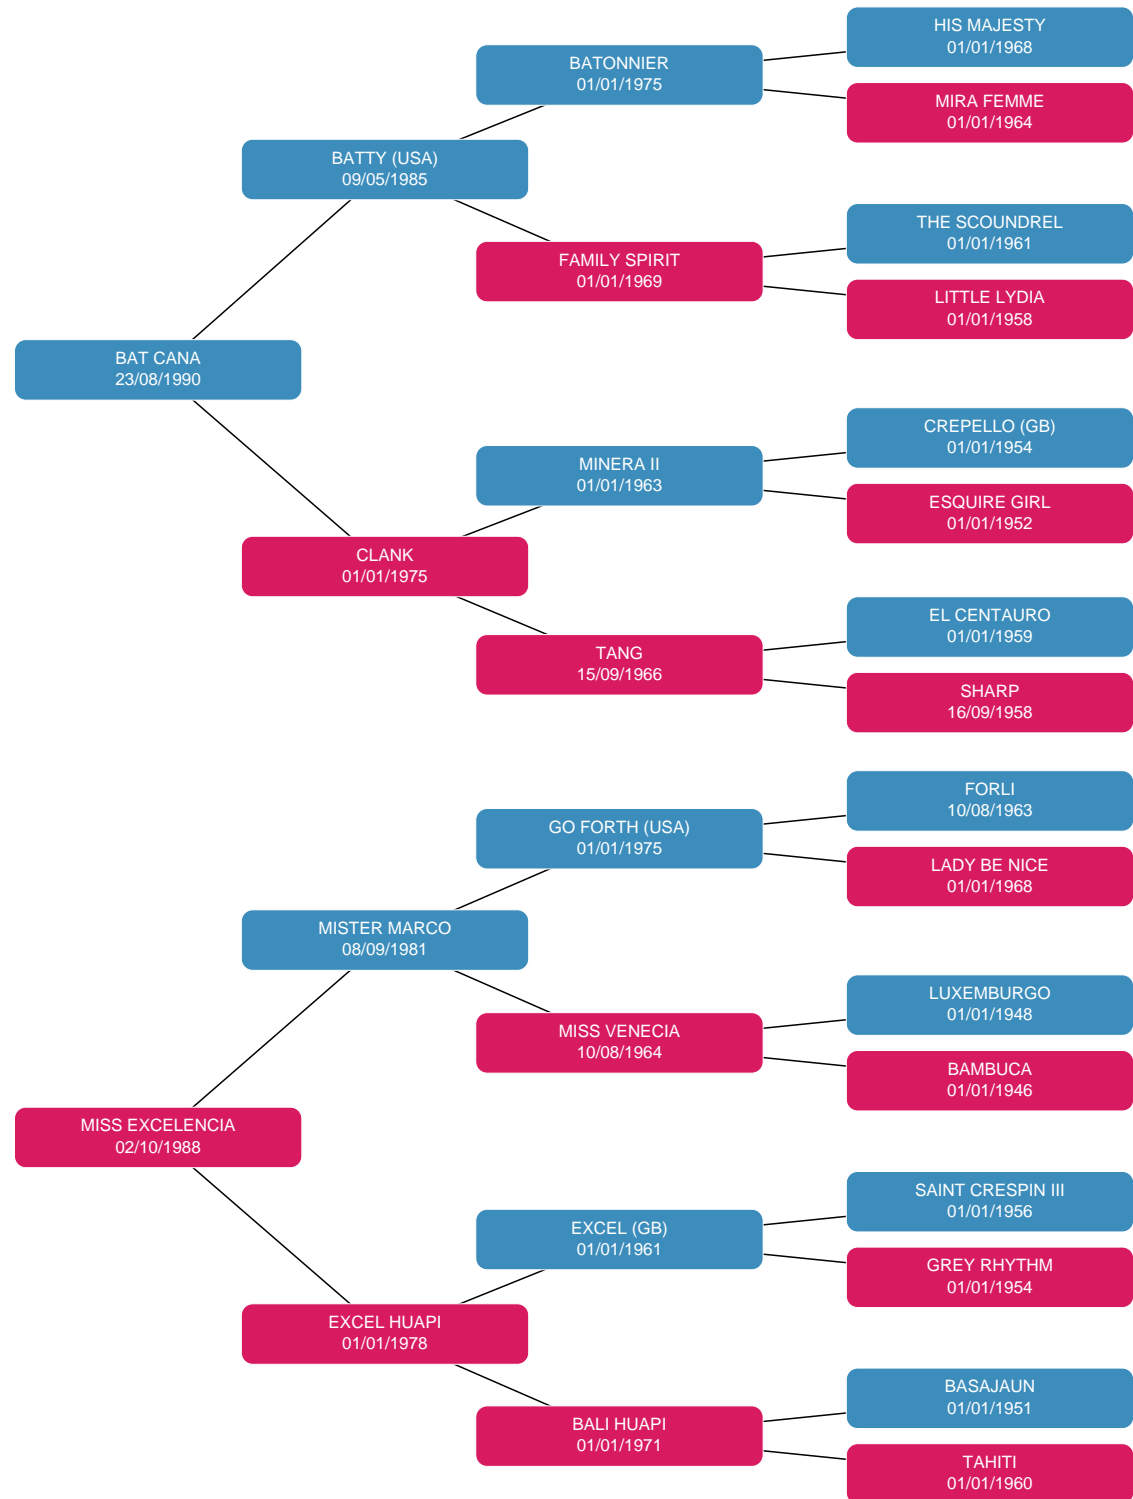 HIS MAJESTY
01/01/1968
BATONNIER
01/01/1975
MIRA FEMME
01/01/1964
BATTY (USA)
09/05/1985
THE SCOUNDREL
01/01/1961
FAMILY SPIRIT
01/01/1969
LITTLE LYDIA
01/01/1958
BAT CANA
23/08/1990
CREPELLO (GB)
01/01/1954
MINERA II
01/01/1963
ESQUIRE GIRL
01/01/1952
CLANK
01/01/1975
EL CENTAURO
01/01/1959
TANG
15/09/1966
SHARP
16/09/1958
FORLI
10/08/1963
GO FORTH (USA)
01/01/1975
LADY BE NICE
01/01/1968
MISTER MARCO
08/09/1981
LUXEMBURGO
01/01/1948
MISS VENECIA
10/08/1964
BAMBUCA
01/01/1946
MISS EXCELENCIA
02/10/1988
SAINT CRESPIN III
01/01/1956
EXCEL (GB)
01/01/1961
GREY RHYTHM
01/01/1954
EXCEL HUAPI
01/01/1978
BASAJAUN
01/01/1951
BALI HUAPI
01/01/1971
TAHITI
01/01/1960